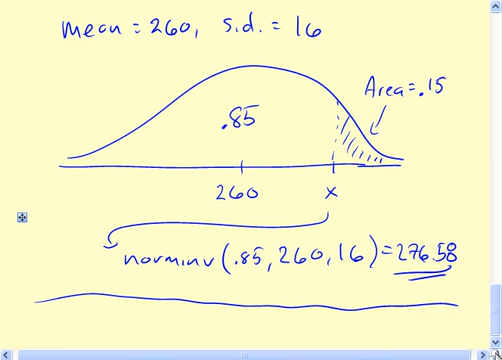 mean = 260, s.d. = 16
Area = .15
.85
260 x
norminv (.85, 260, 16) = 276.58